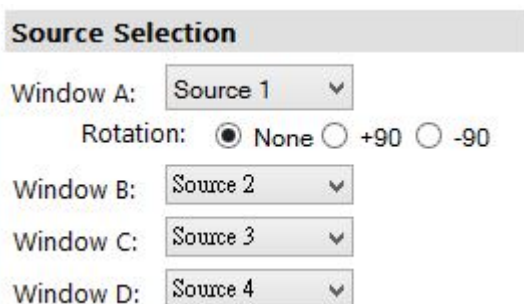 Source Selection
Window A: Source 1
Rotation: None +90 -90
Window B: Source 2
Window C: Source 3
Window D: Source 4